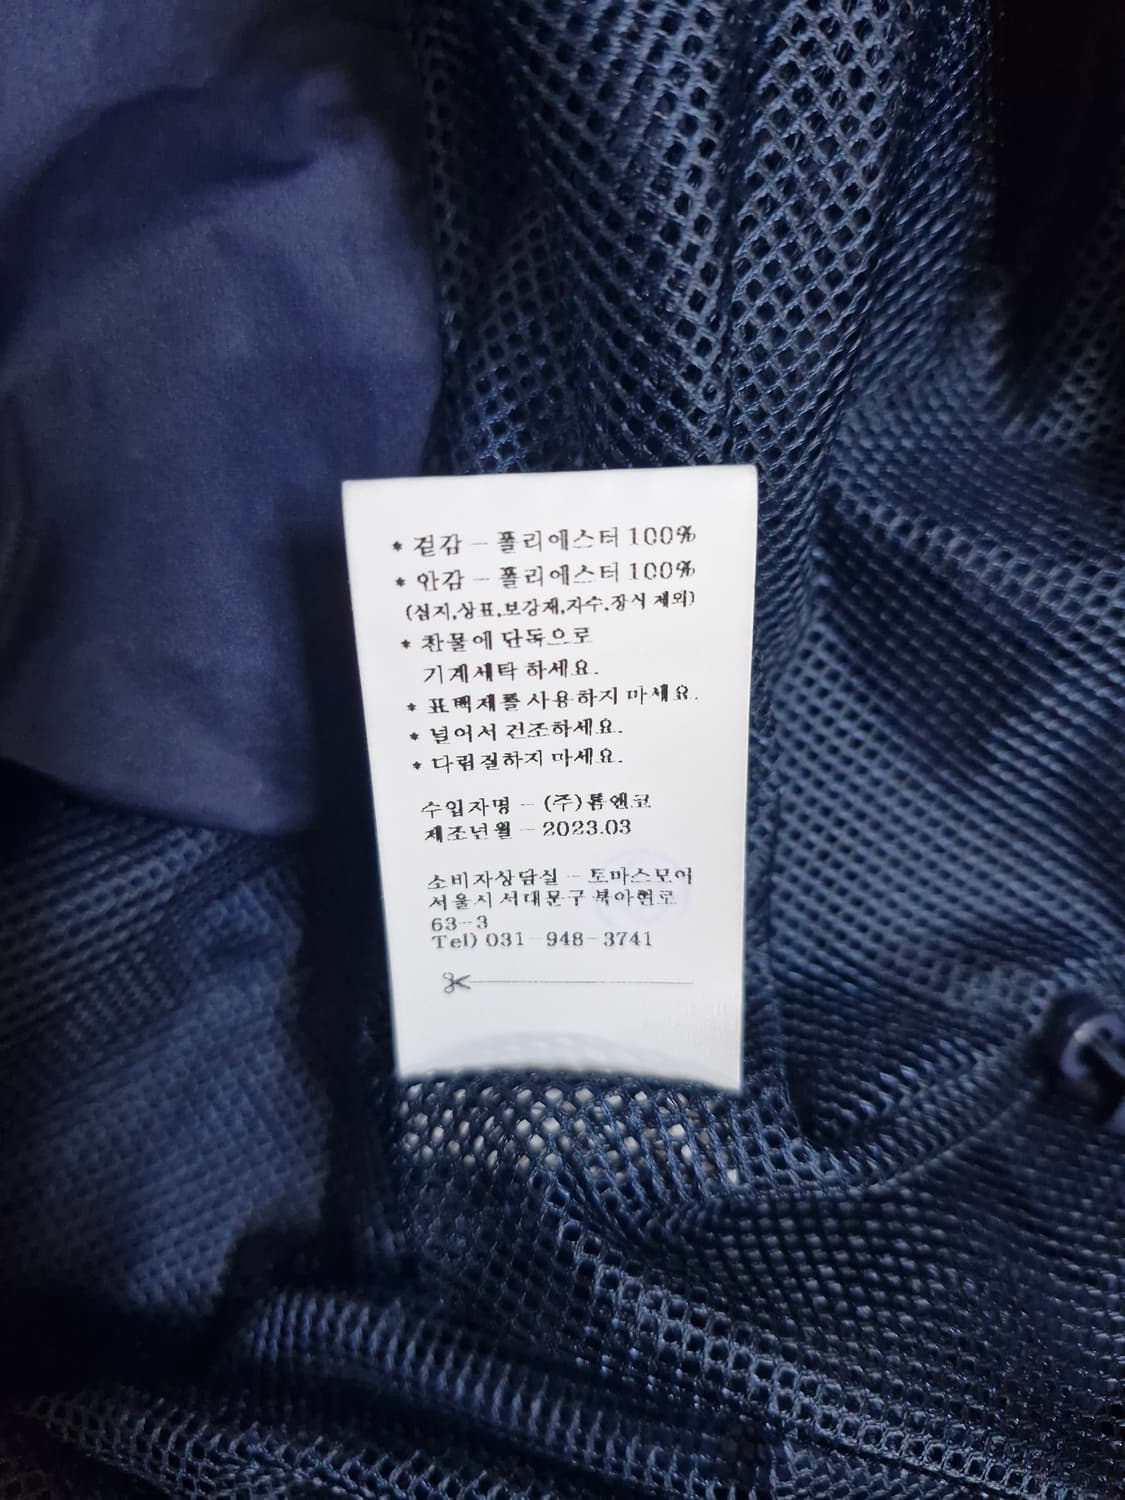 * 겉감 - 폴리에스터 100%
* 안감 - 폴리에스터 100%
(심지,상표,보강재,자수,장식 제외)
* 찬물에 단독으로
기계세탁 하세요.
* 표백제를 사용하지 마세요.
* 널어서 건조하세요.
* 다림질하지 마세요.
수입자명 - (주)톰앤코
제조년월 - 2023.03
소비자상담실 - 토마스모어
서울시 서대문구 북아현로
63-3
Tel) 031-948-3741